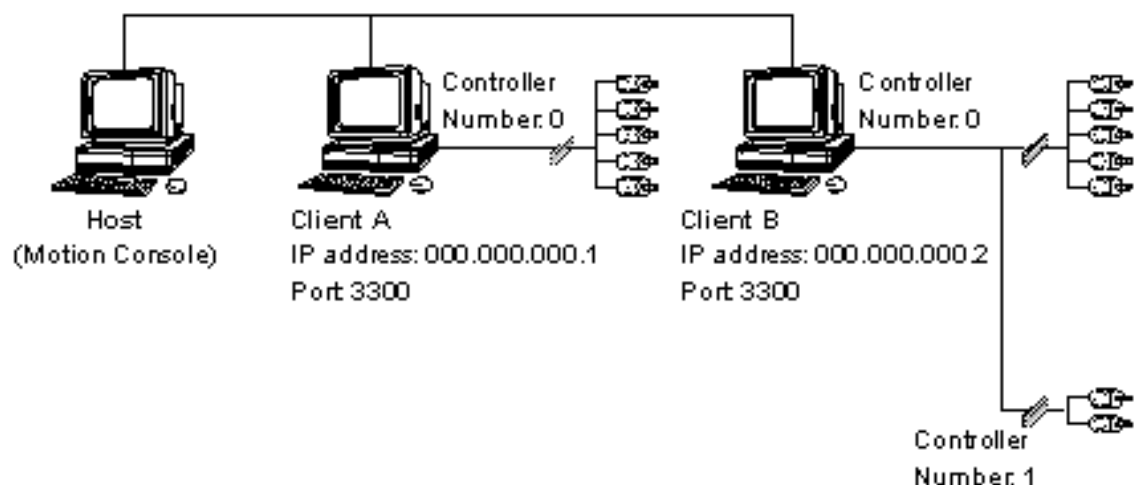 Controller
Number: 0
Controller
Number: 0
Host
(Motion Console)
Client A
IP address: 000.000.000.1
Port: 3300
Client B
IP address: 000.000.000.2
Port: 3300
Controller
Number: 1